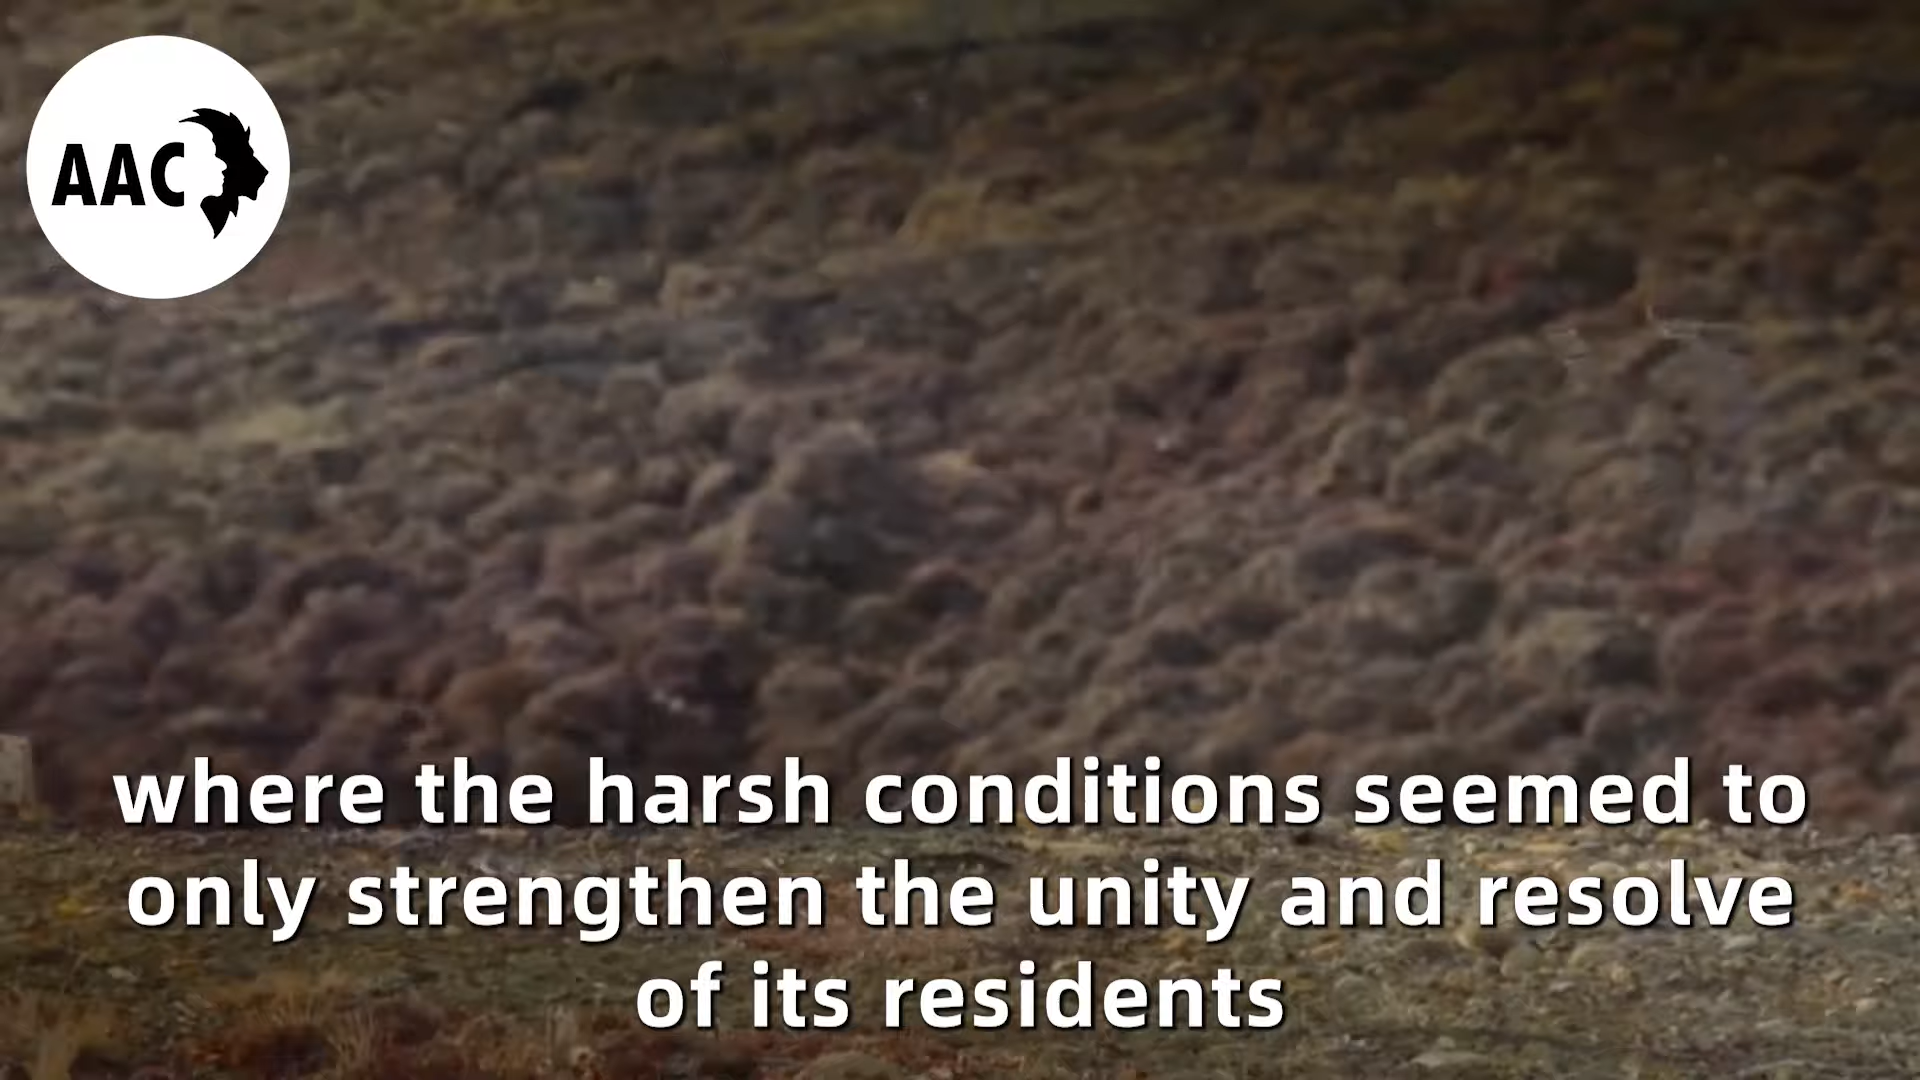 AAC
where the harsh conditions seemed to
only strengthen the unity and resolve
of its residents